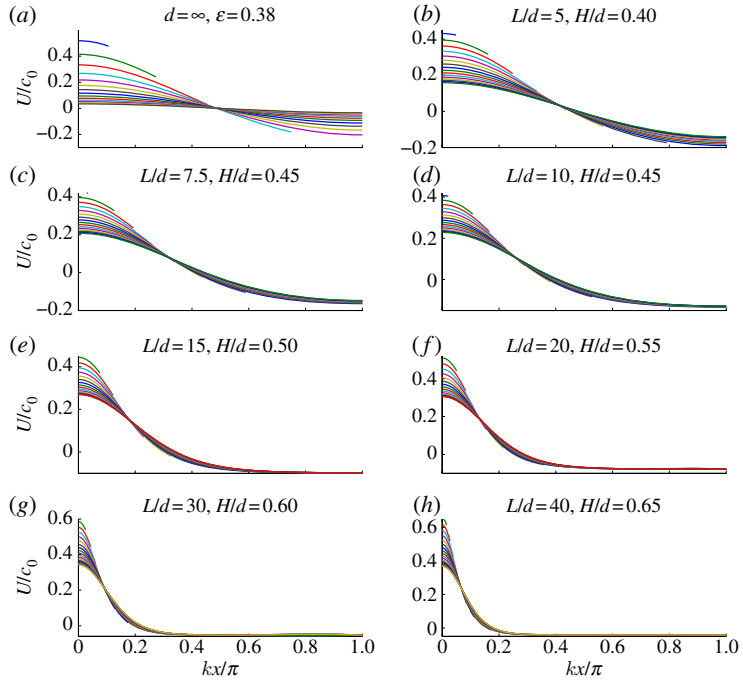 (a) d=∞, ε=0.38
U/c0
0.4
0.2
0
−0.2
(b) L/d=5, H/d=0.40
0.4
0.2
0
−0.2
(c) L/d=7.5, H/d=0.45
U/c0
0.4
0.2
0
−0.2
(d) L/d=10, H/d=0.45
0.4
0.2
0
(e) L/d=15, H/d=0.50
U/c0
0.4
0.2
0
(f) L/d=20, H/d=0.55
0.4
0.2
0
(g) L/d=30, H/d=0.60
U/c0
0.6
0.4
0.2
0
0 0.2 0.4 0.6 0.8 1.0
kx/π
(h) L/d=40, H/d=0.65
0.6
0.4
0.2
0
0 0.2 0.4 0.6 0.8 1.0
kx/π